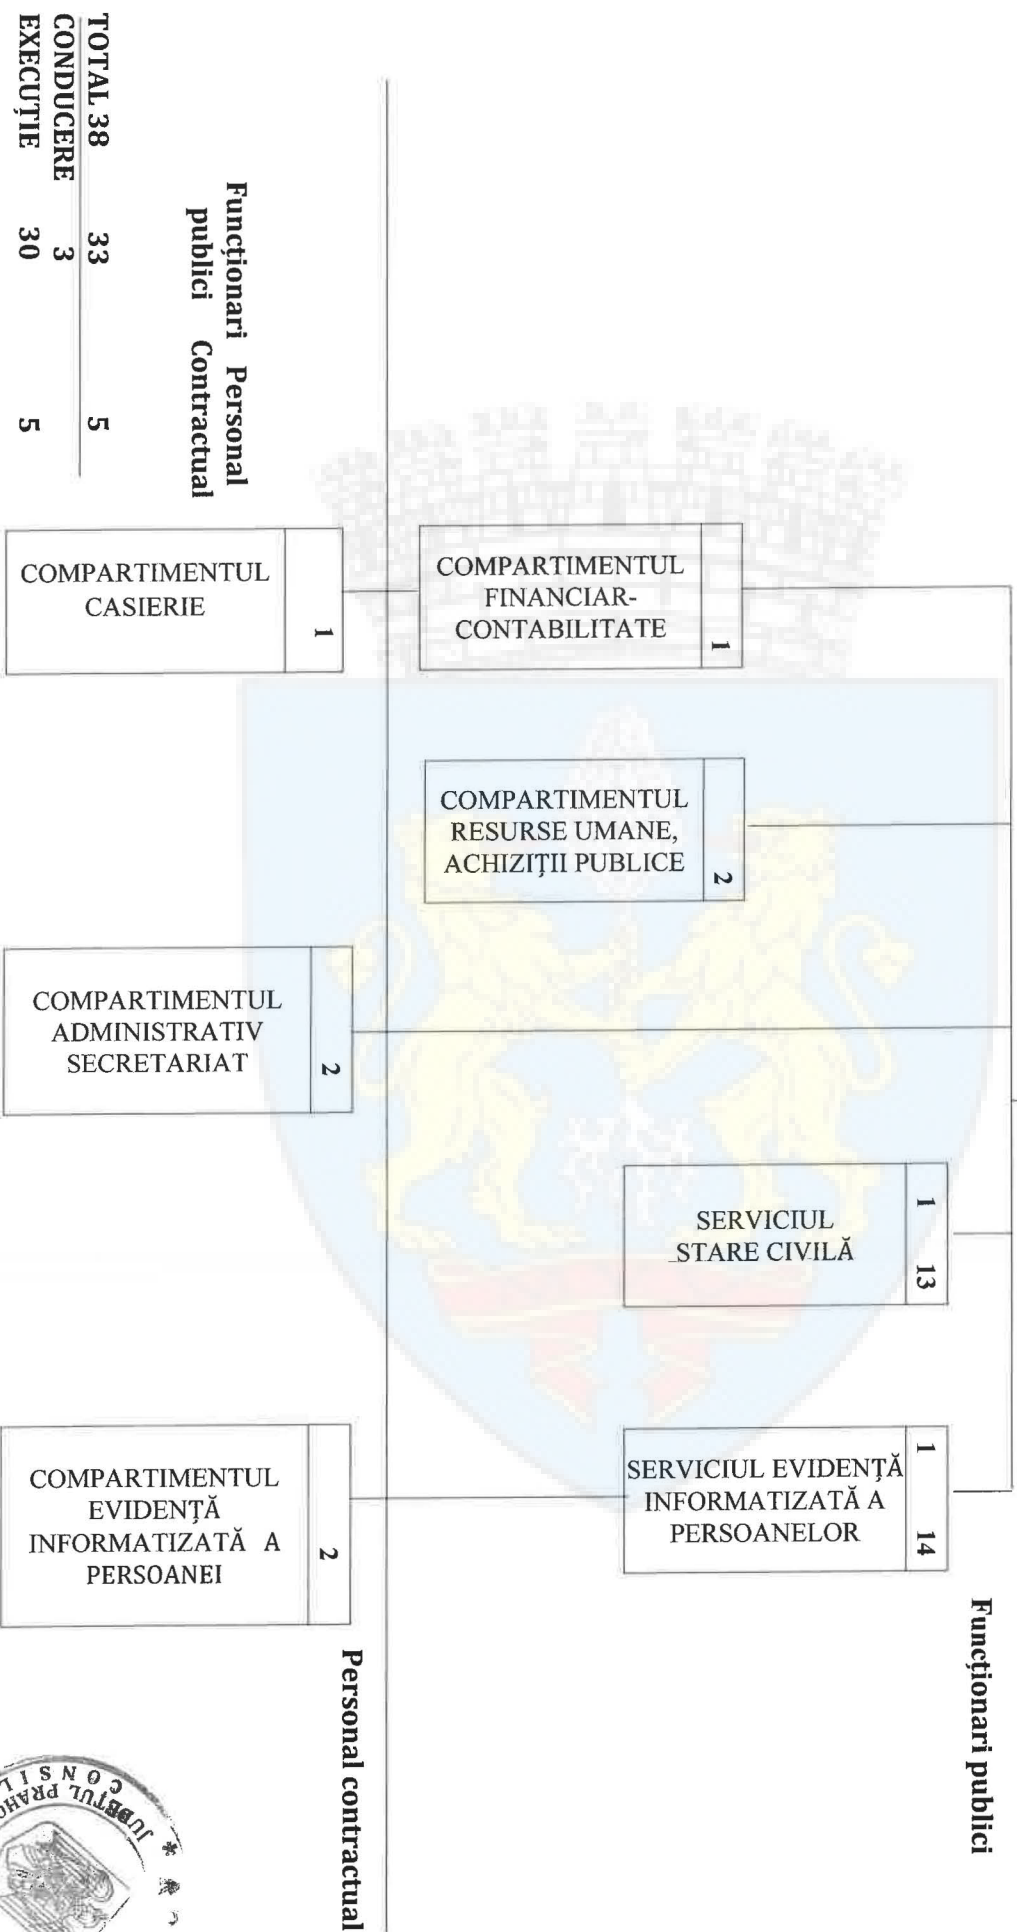 Funcționari publici
1 14
SERVICIUL EVIDENȚĂ
INFORMATIZATĂ A
PERSOANELOR
1 13
SERVICIUL
STARE CIVILĂ
2
COMPARTIMENTUL
RESURSE UMANE,
ACHIZIȚII PUBLICE
1
COMPARTIMENTUL
FINANCIAR-
CONTABILITATE
Personal contractual
2
COMPARTIMENTUL
EVIDENȚĂ
INFORMATIZATĂ A
PERSOANEI
2
COMPARTIMENTUL
ADMINISTRATIV
SECRETARIAT
1
COMPARTIMENTUL
CASIERIE
Funcționari Personal
publici Contractual
TOTAL 38 33 5
CONDUCERE 3
EXECUȚIE 30 5
JUDEȚUL